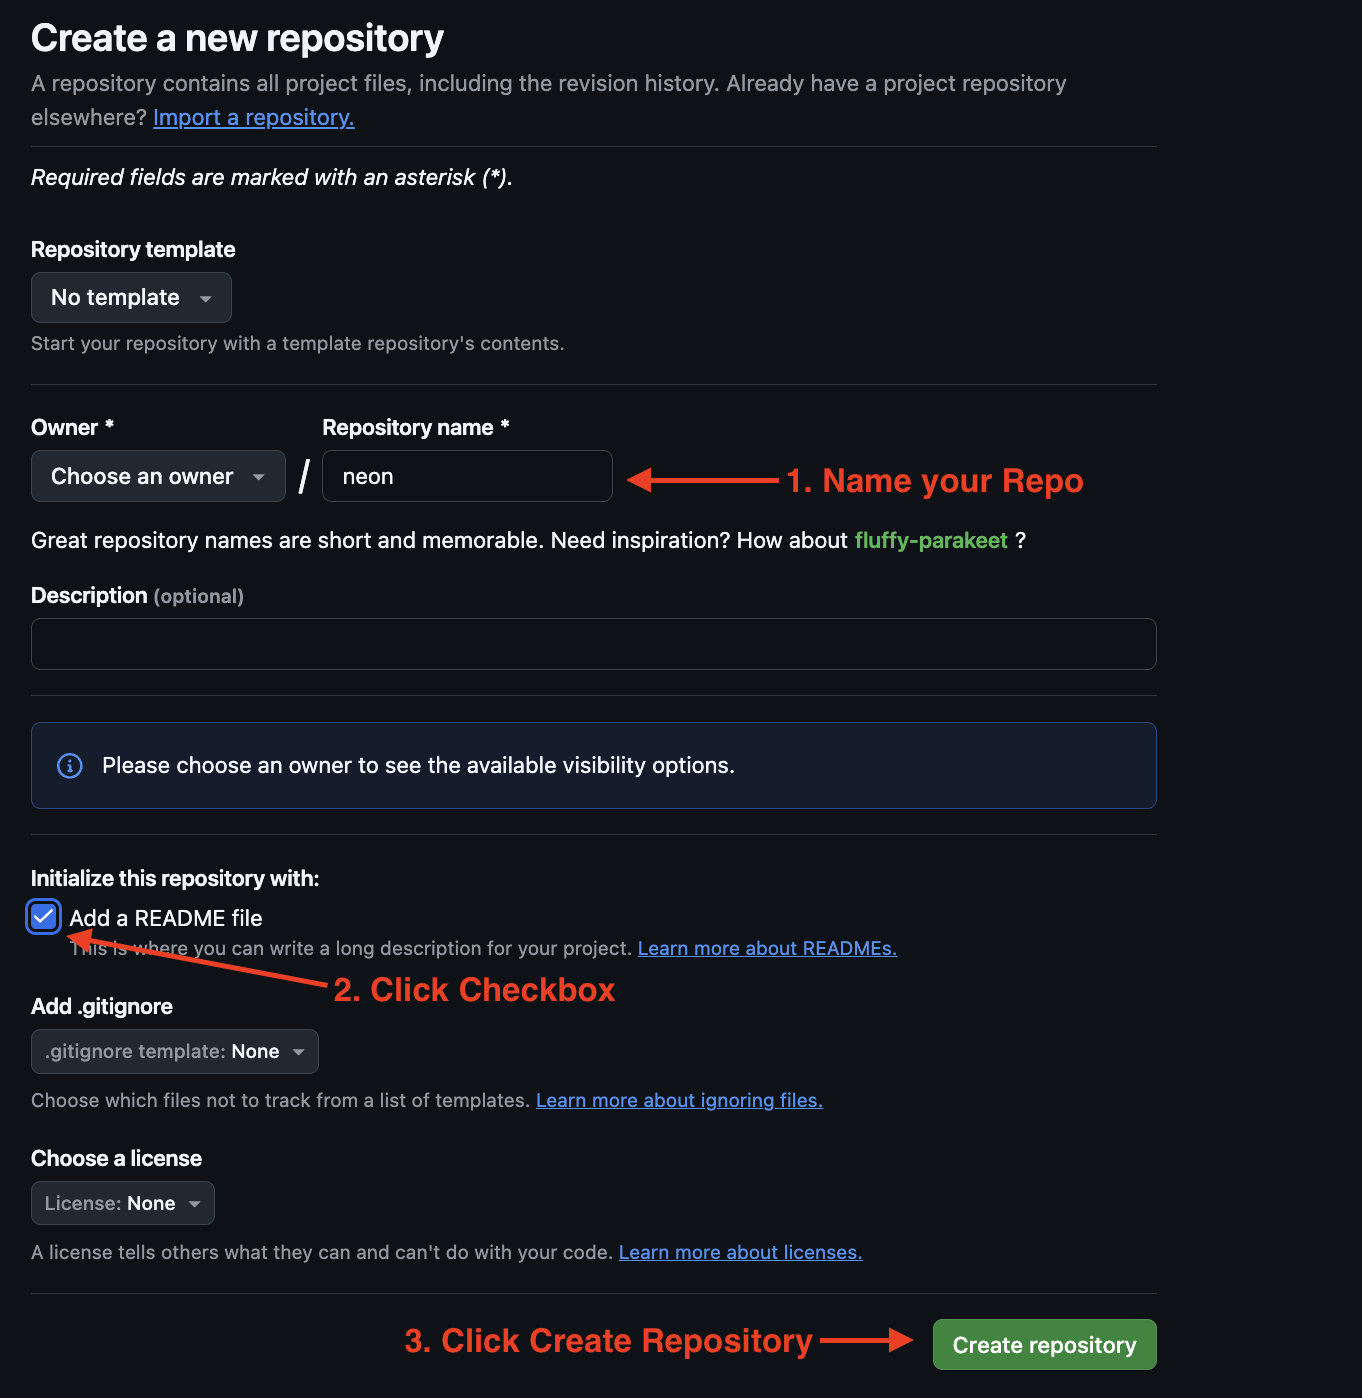 Create a new repository
A repository contains all project files, including the revision history. Already have a project repository
elsewhere? Import a repository.
Required fields are marked with an asterisk (*).
Repository template
No template
Start your repository with a template repository's contents.
Owner * Repository name *
Choose an owner / neon 1. Name your Repo
Great repository names are short and memorable. Need inspiration? How about fluffy-parakeet ?
Description (optional)
Please choose an owner to see the available visibility options.
Initialize this repository with:
Add a README file
This is where you can write a long description for your project. Learn more about READMEs.
2. Click Checkbox
Add .gitignore
.gitignore template: None
Choose which files not to track from a list of templates. Learn more about ignoring files.
Choose a license
License: None
A license tells others what they can and can't do with your code. Learn more about licenses.
3. Click Create Repository Create repository